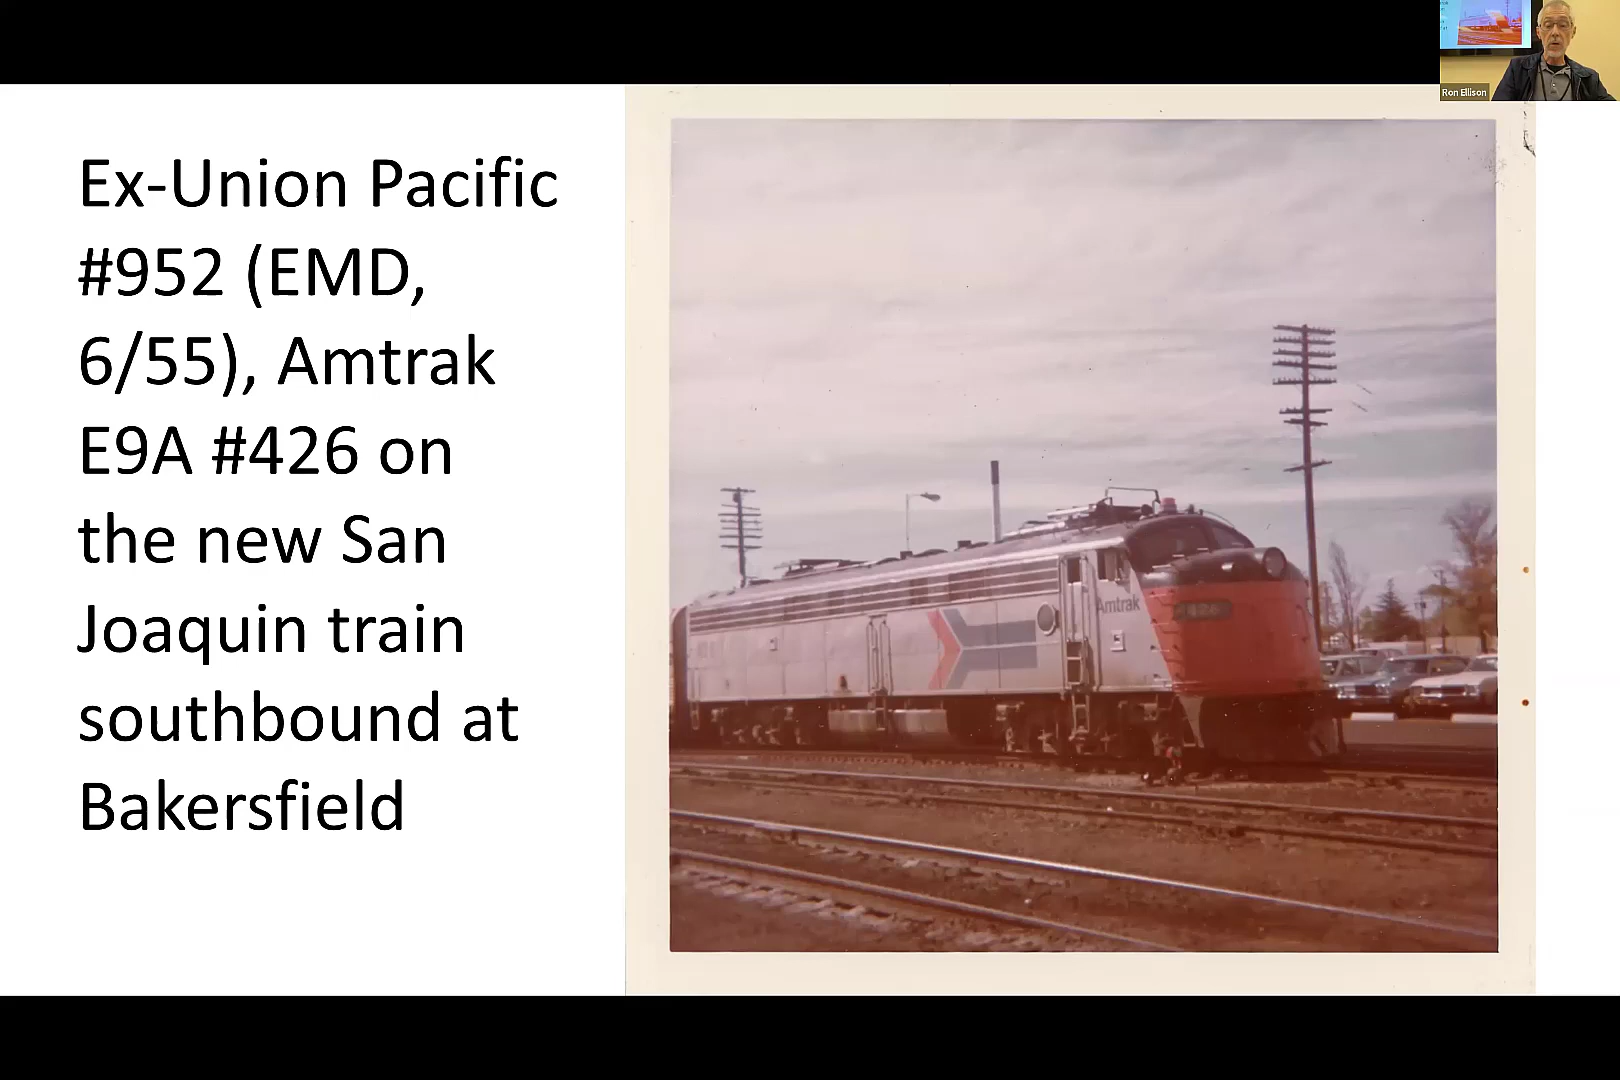 Ron Ellison
Ex-Union Pacific
#952 (EMD,
6/55), Amtrak
E9A #426 on
the new San
Joaquin train
southbound at
Bakersfield
Amtrak
426